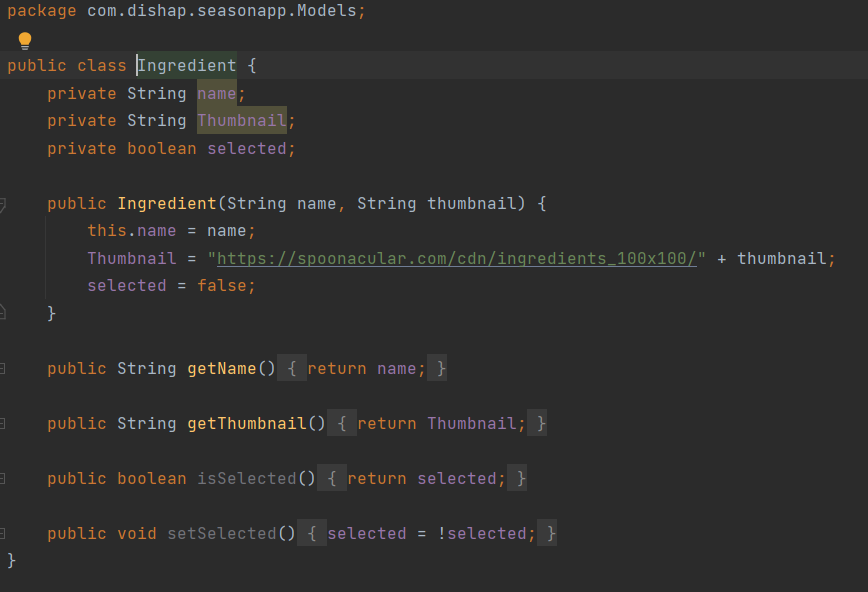 package com.dishap.seasonapp.Models;
public class Ingredient {
    private String name;
    private String Thumbnail;
    private boolean selected;
    public Ingredient(String name, String thumbnail) {
        this.name = name;
        Thumbnail = "https://spoonacular.com/cdn/ingredients_100x100/" + thumbnail;
        selected = false;
    }
    public String getName() { return name; }
    public String getThumbnail() { return Thumbnail; }
    public boolean isSelected() { return selected; }
    public void setSelected() { selected = !selected; }
}